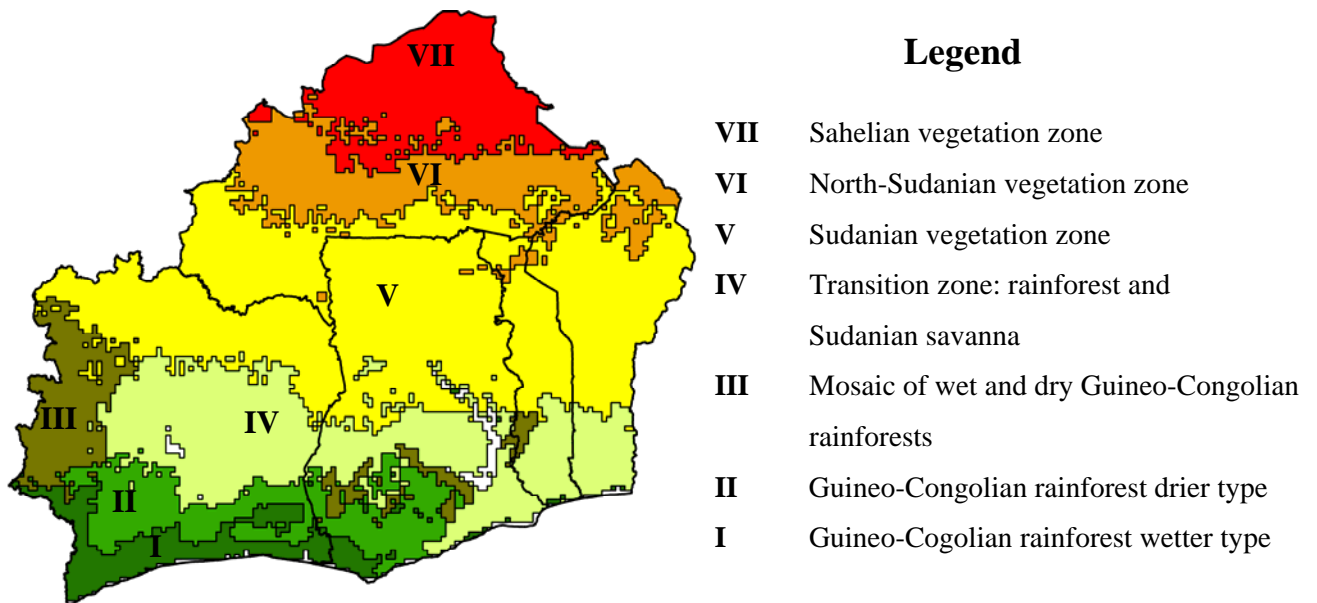 VII
VI
V
IV
III
II
I
Legend
VII Sahelian vegetation zone
VI North-Sudanian vegetation zone
V Sudanian vegetation zone
IV Transition zone: rainforest and
Sudanian savanna
III Mosaic of wet and dry Guineo-Congolian
rainforests
II Guineo-Congolian rainforest drier type
I Guineo-Cogolian rainforest wetter type